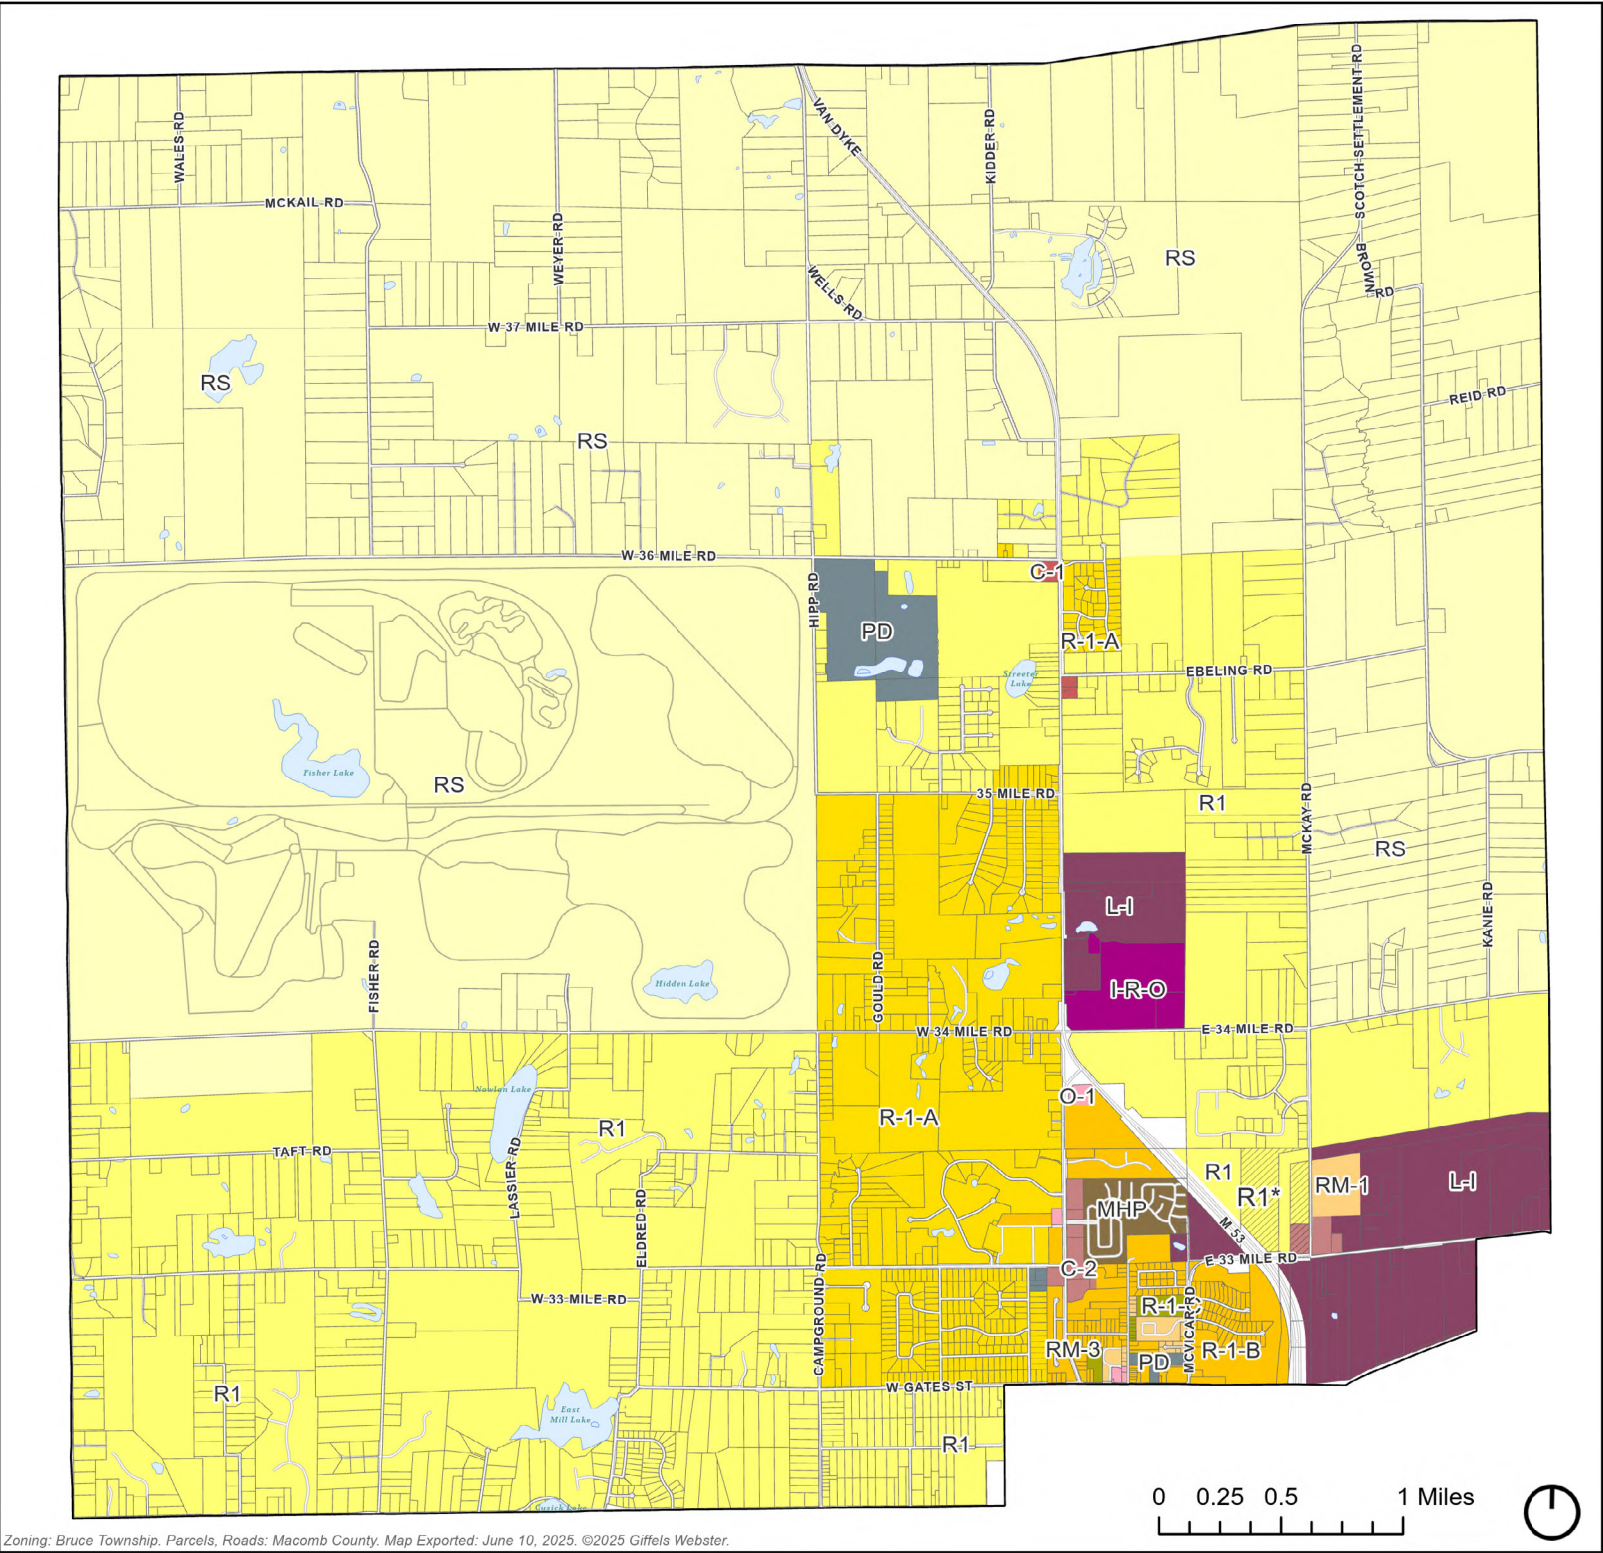 SCOTCH SETTLEMENT RD
VAN DYKE
KIDDER RD
WALES RD
MCKAIL RD
WEYER RD
RS
BROWN
RD
WELLS RD
W 37 MILE RD
RS
REID RD
RS
W 36 MILE RD
C-1
HIPP RD
PD
R-1-A
EBELING RD
Streeter
Lake
Fisher Lake
RS
35 MILE RD
R1
MCKAY RD
RS
L-I
KANIE RD
FISHER RD
Hidden Lake
GOULD RD
I-R-O
W 34 MILE RD
E 34 MILE RD
Nowlan Lake
O-1
R-1-A
R1
TAFT RD
LASSIER RD
R1
R1*
RM-1
L-I
ELDRED RD
MHP
M 53
C-2
E 33 MILE RD
W 33 MILE RD
CAMPGROUND RD
MCVICAR RD
RM-3
PD
R-1-B
W GATES ST
R1
East
Mill Lake
R1
Cusick Lake
0 0.25 0.5 1 Miles
Zoning: Bruce Township. Parcels, Roads: Macomb County. Map Exported: June 10, 2025. ©2025 Giffels Webster.